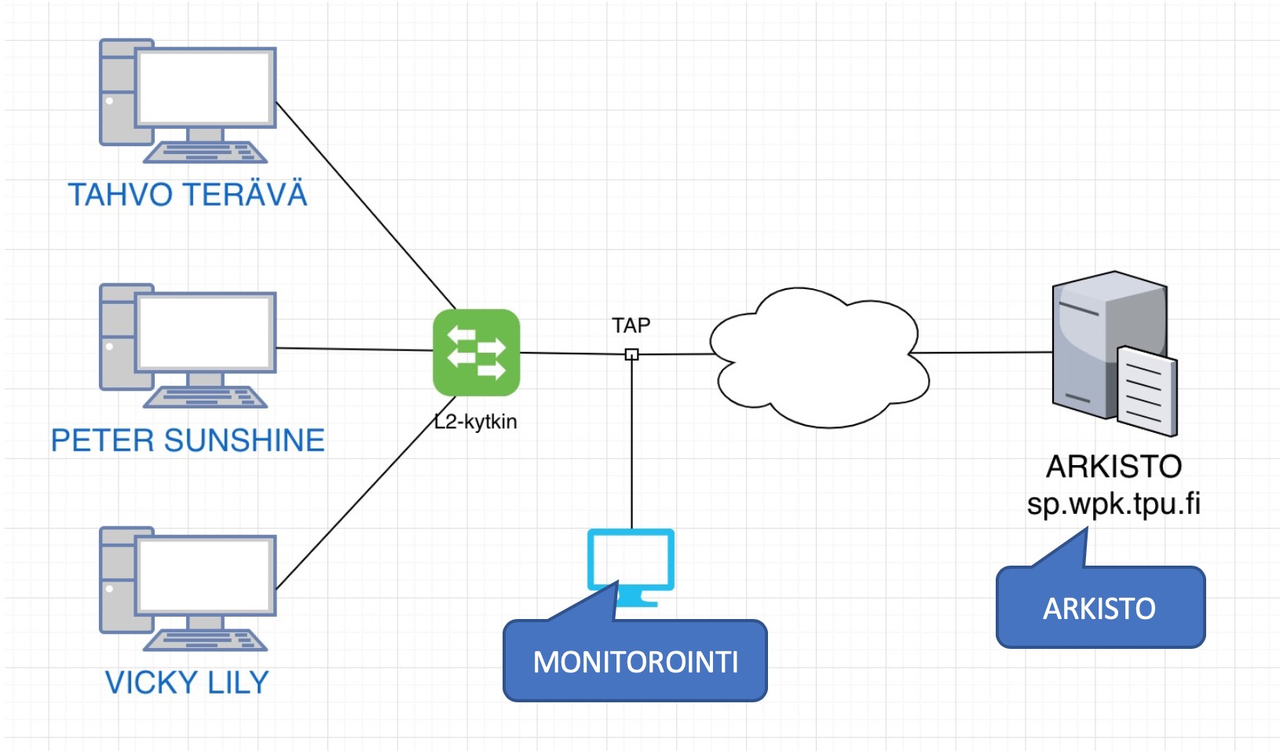 TAHVO TERÄVÄ
PETER SUNSHINE
VICKY LILY
L2-kytkin
TAP
MONITOROINTI
ARKISTO
sp.wpk.tpu.fi
ARKISTO